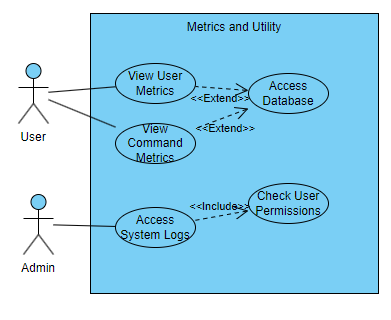 Metrics and Utility
View User
Metrics
<<Extend>>
Access
Database
User
View
Command
Metrics
<<Extend>>
Access
System Logs
<<Include>>
Check User
Permissions
Admin